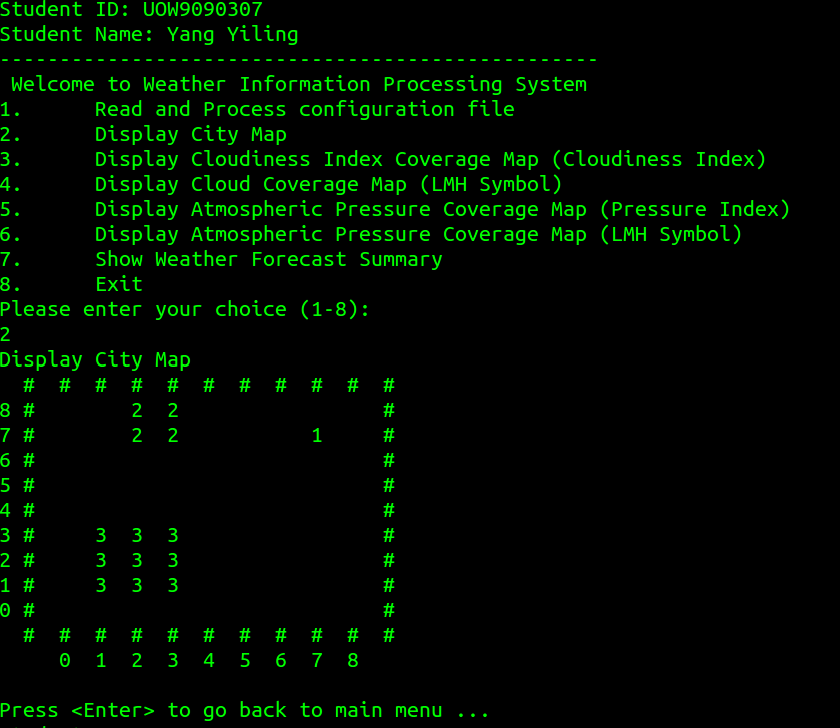 Student ID: UOW9090307
Student Name: Yang Yiling
--------------------------------------------------
 Welcome to Weather Information Processing System
1.      Read and Process configuration file
2.      Display City Map
3.      Display Cloudiness Index Coverage Map (Cloudiness Index)
4.      Display Cloud Coverage Map (LMH Symbol)
5.      Display Atmospheric Pressure Coverage Map (Pressure Index)
6.      Display Atmospheric Pressure Coverage Map (LMH Symbol)
7.      Show Weather Forecast Summary
8.      Exit
Please enter your choice (1-8):
2
Display City Map
  #  #  #  #  #  #  #  #  #  #  #
8 #        2  2                 #
7 #        2  2           1     #
6 #                             #
5 #                             #
4 #                             #
3 #     3  3  3                 #
2 #     3  3  3                 #
1 #     3  3  3                 #
0 #                             #
  #  #  #  #  #  #  #  #  #  #  #
     0  1  2  3  4  5  6  7  8

Press <Enter> to go back to main menu ...